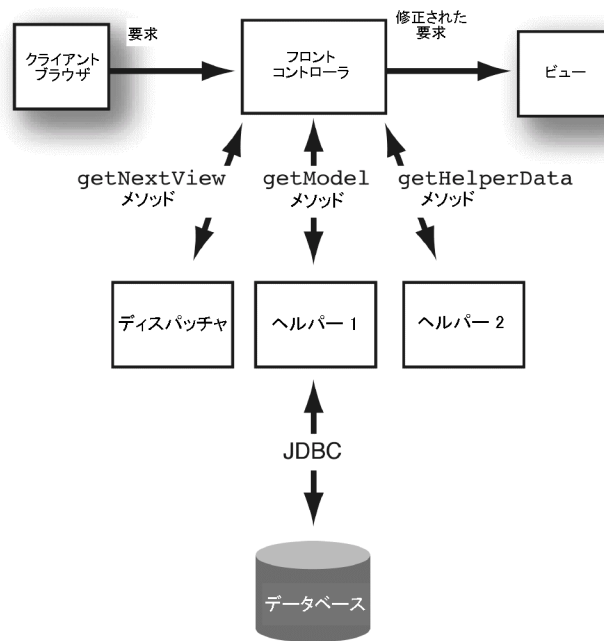 要求
クライアント
ブラウザ
フロント
コントローラ
修正された
要求
ビュー
getNextView
メソッド
getModel
メソッド
getHelperData
メソッド
ディスパッチャ
ヘルパー 1
ヘルパー 2
JDBC
データベース